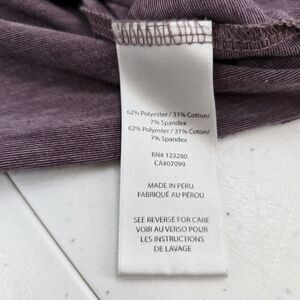 62% Polyester / 31% Cotton/
7% Spandex
62% Polyester / 31% Coton/
7% Spandex
RN# 123280
CA#07099
MADE IN PERU
FABRIQUÉ AU PÉROU
SEE REVERSE FOR CARE
VOIR AU VERSO POUR
LES INSTRUCTIONS
DE LAVAGE